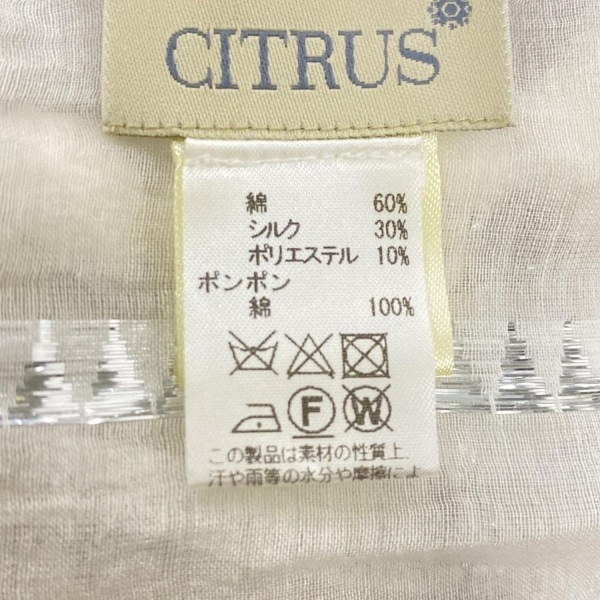 CITRUS
綿 60%
シルク 30%
ポリエステル 10%
ポンポン
綿 100%
F W
この製品は素材の性質上、
汗や雨等の水分や摩擦によ